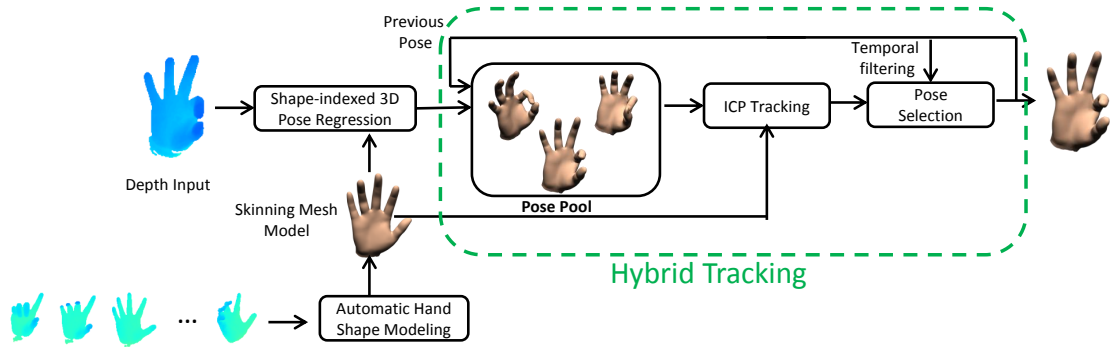 Previous
Pose
Temporal
filtering
Shape-indexed 3D
Pose Regression
ICP Tracking
Pose
Selection
Depth Input
Pose Pool
Skinning Mesh
Model
Hybrid Tracking
...
Automatic Hand
Shape Modeling